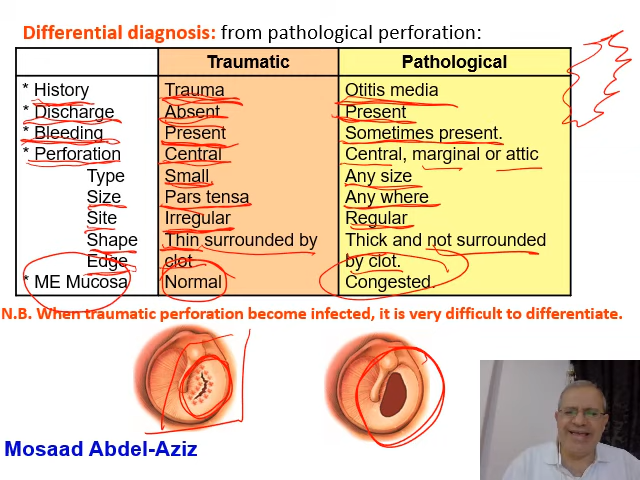 Differential diagnosis: from pathological perforation:
Traumatic Pathological
* History Trauma Otitis media
* Discharge Absent Present
* Bleeding Present Sometimes present.
* Perforation Central Central, marginal or attic
Type Small Any size
Size Pars tensa Any where
Site Irregular Regular
Shape Thin surrounded by Thick and not surrounded
Edge clot by clot.
* ME Mucosa Normal Congested.
N.B. When traumatic perforation become infected, it is very difficult to differentiate.
Mosaad Abdel-Aziz